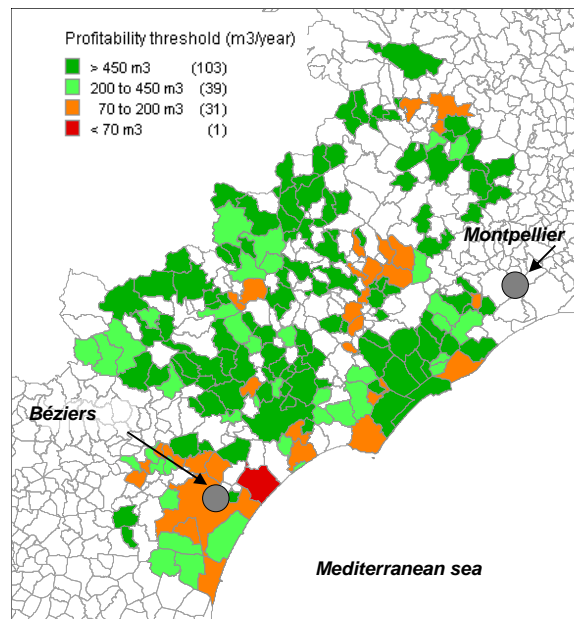 Profitability threshold (m3/year)
> 450 m3 (103)
200 to 450 m3 (39)
70 to 200 m3 (31)
< 70 m3 (1)
Montpellier
Béziers
Mediterranean sea